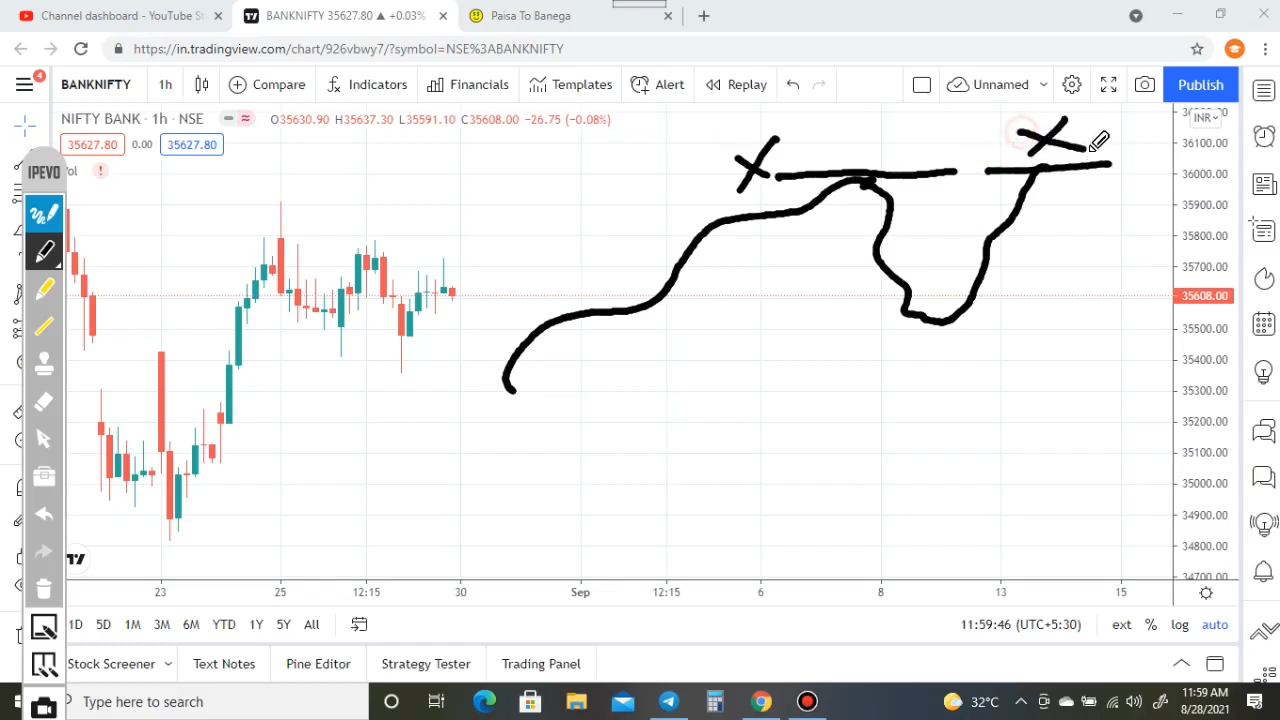 Channel dashboard - YouTube St
BANKNIFTY 35627.80 ▲ +0.03%
Paisa To Banega
https://in.tradingview.com/chart/926vbwy7/?symbol=NSE%3ABANKNIFTY
4
BANKNIFTY
1h
Compare
Indicators
Financials
Templates
Alert
Replay
Unnamed
Publish
NIFTY BANK · 1h · NSE
O35630.90 H35637.30 L35591.10 C35608.00 −26.75 (−0.08%)
35627.80
0.00
35627.80
IPEVO
INR
36100.00
36000.00
35900.00
35800.00
35700.00
35608.00
35500.00
35400.00
35300.00
35200.00
35100.00
35000.00
34900.00
34800.00
34700.00
23
25
12:15
30
Sep
12:15
6
8
13
15
1D
5D
1M
3M
6M
YTD
1Y
5Y
All
11:59:46 (UTC+5:30)
ext
%
log
auto
Stock Screener
Text Notes
Pine Editor
Strategy Tester
Trading Panel
Type here to search
32°C
11:59 AM
8/28/2021